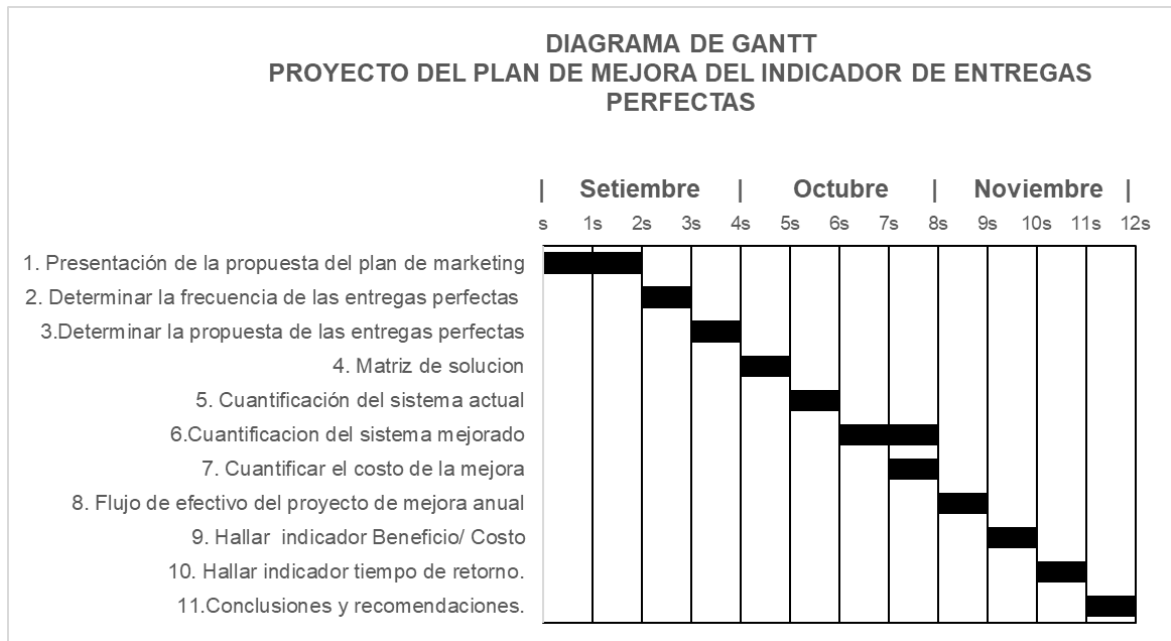 DIAGRAMA DE GANTT
PROYECTO DEL PLAN DE MEJORA DEL INDICADOR DE ENTREGAS
PERFECTAS
| Setiembre | Octubre | Noviembre |
s 1s 2s 3s 4s 5s 6s 7s 8s 9s 10s 11s 12s
1. Presentación de la propuesta del plan de marketing
2. Determinar la frecuencia de las entregas perfectas
3.Determinar la propuesta de las entregas perfectas
4. Matriz de solucion
5. Cuantificación del sistema actual
6.Cuantificacion del sistema mejorado
7. Cuantificar el costo de la mejora
8. Flujo de efectivo del proyecto de mejora anual
9. Hallar indicador Beneficio/ Costo
10. Hallar indicador tiempo de retorno.
11.Conclusiones y recomendaciones.